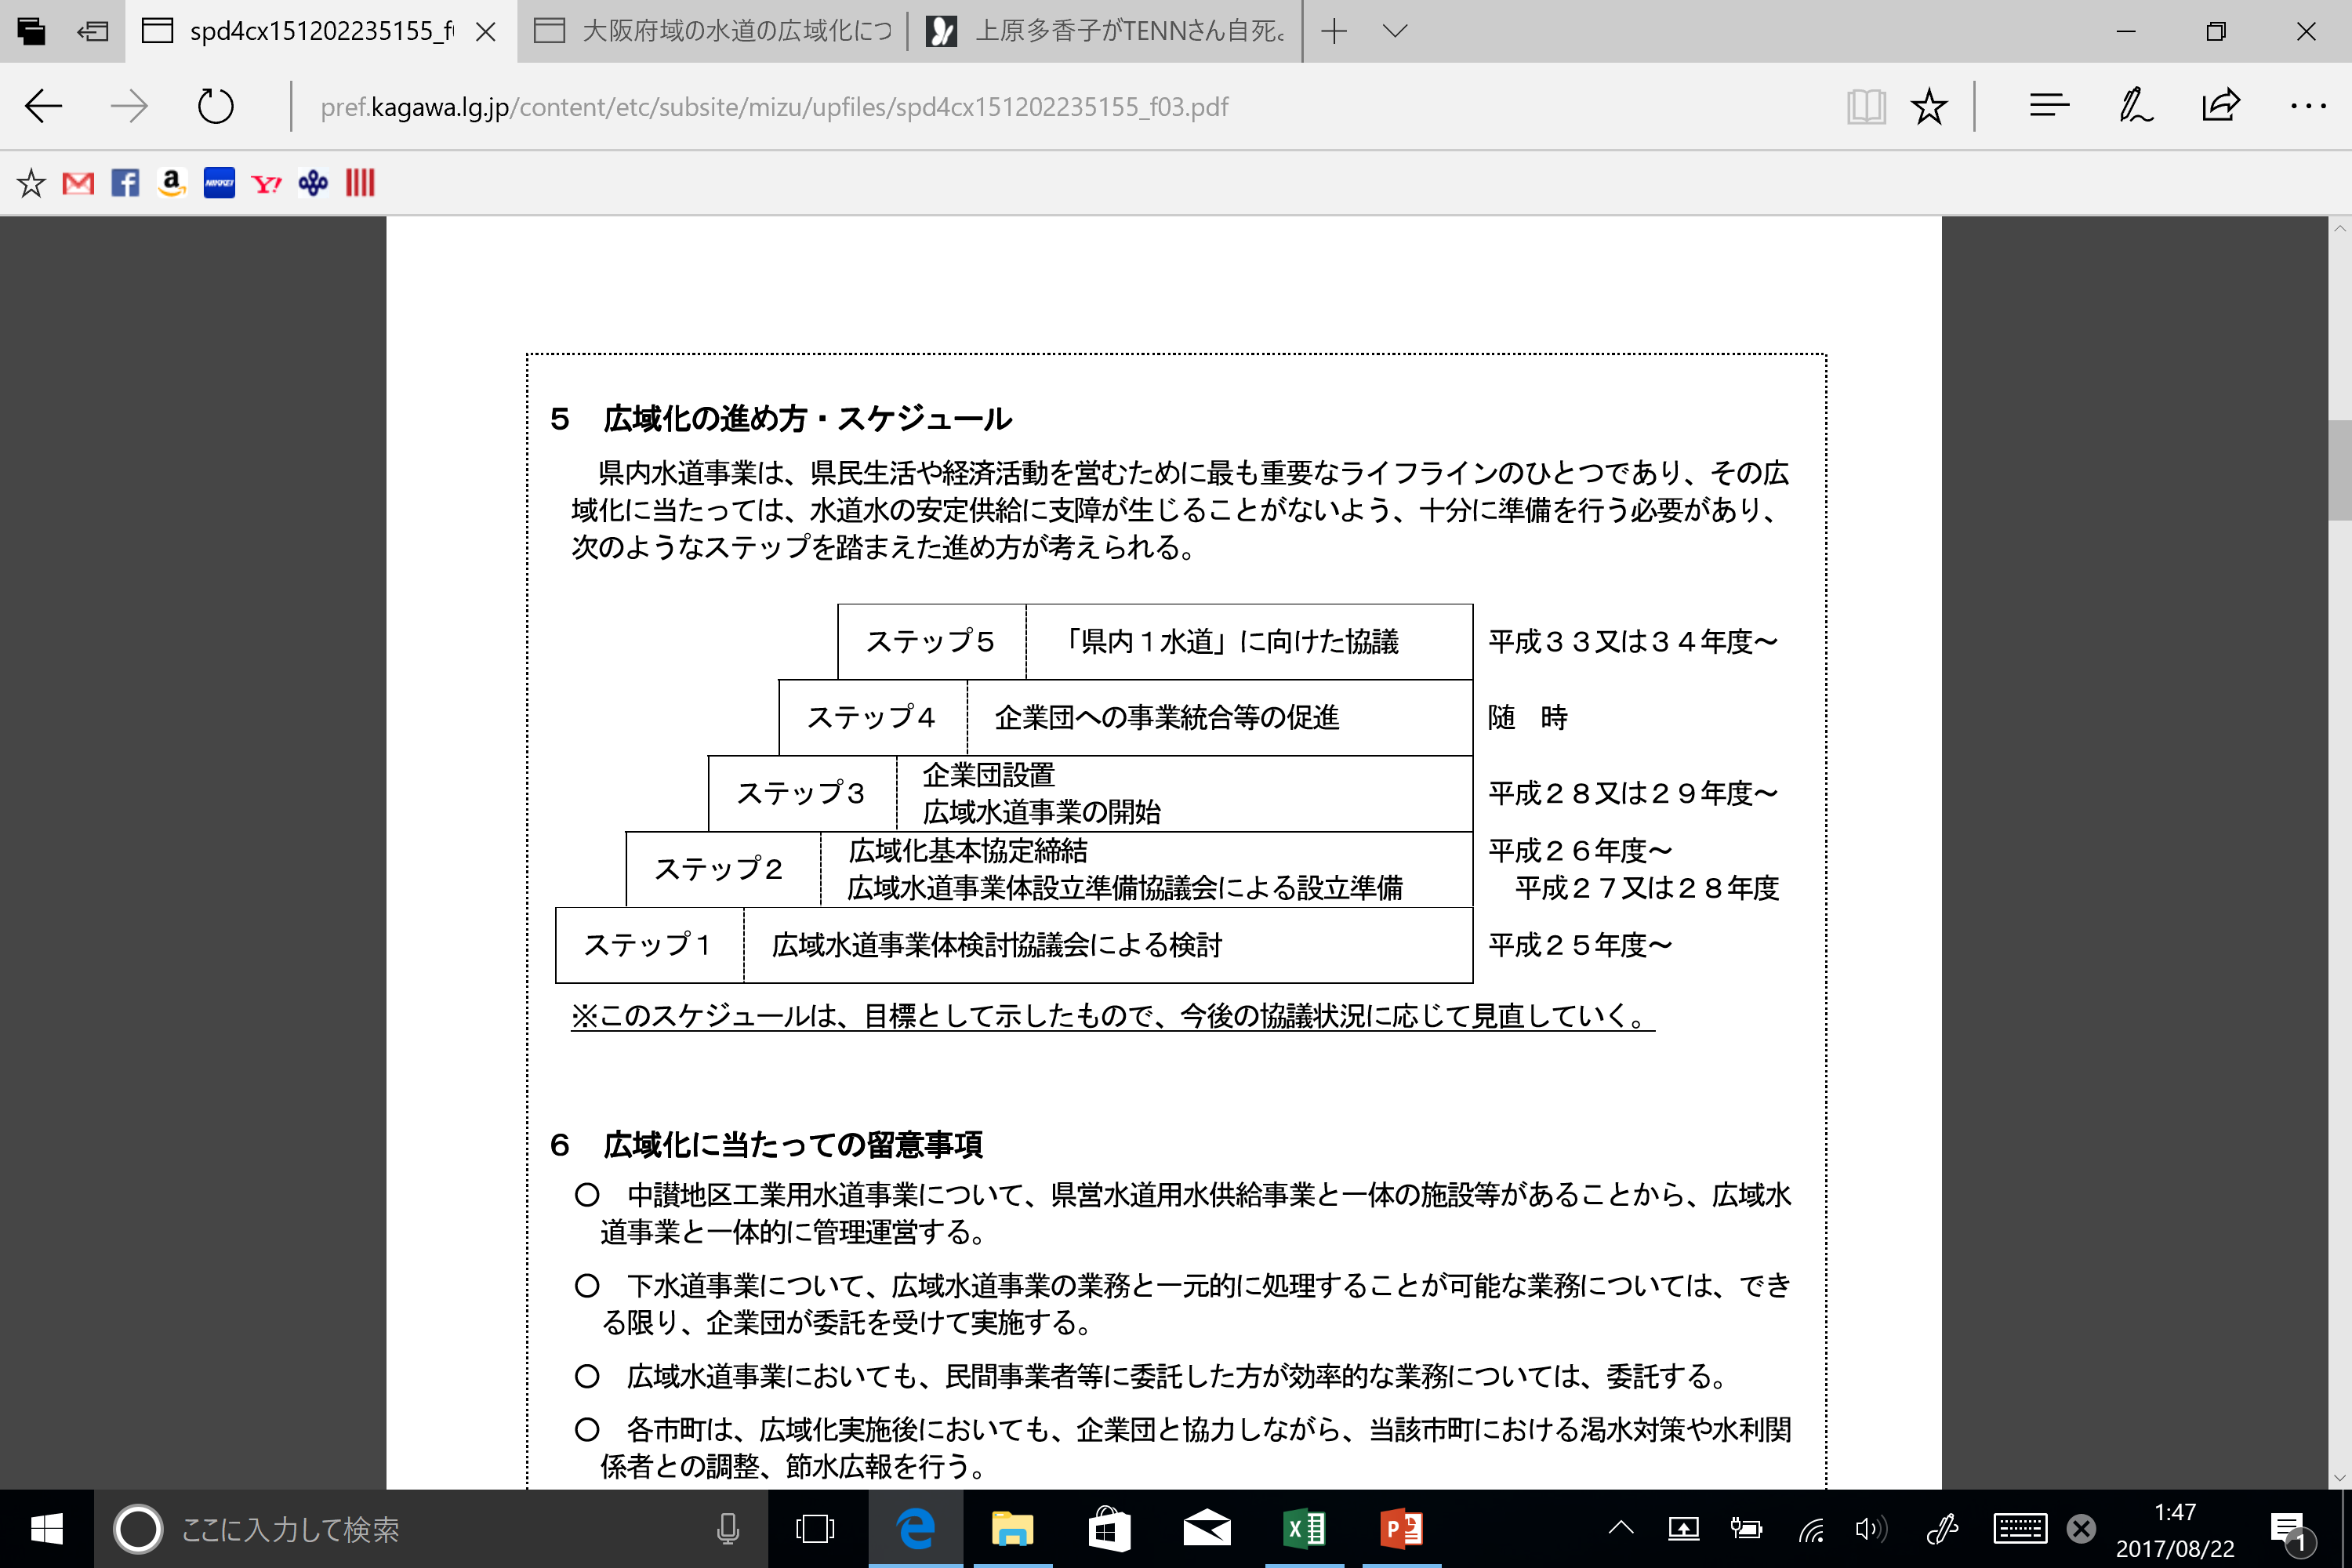 spd4cx151202235155_f
大阪府域の水道の広域化につ
上原多香子がTENNさん自死。
pref.kagawa.lg.jp/content/etc/subsite/mizu/upfiles/spd4cx151202235155_f03.pdf
NIKKEI
Y!
５　広域化の進め方・スケジュール
県内水道事業は、県民生活や経済活動を営むために最も重要なライフラインのひとつであり、その広
域化に当たっては、水道水の安定供給に支障が生じることがないよう、十分に準備を行う必要があり、
次のようなステップを踏まえた進め方が考えられる。
ステップ５　「県内１水道」に向けた協議　平成３３又は３４年度～
ステップ４　企業団への事業統合等の促進　随　時
ステップ３　企業団設置
広域水道事業の開始　平成２８又は２９年度～
ステップ２　広域化基本協定締結　平成２６年度～
広域水道事業体設立準備協議会による設立準備　平成２７又は２８年度
ステップ１　広域水道事業体検討協議会による検討　平成２５年度～
※このスケジュールは、目標として示したもので、今後の協議状況に応じて見直していく。
６　広域化に当たっての留意事項
○　中讃地区工業用水道事業について、県営水道用水供給事業と一体の施設等があることから、広域水
道事業と一体的に管理運営する。
○　下水道事業について、広域水道事業の業務と一元的に処理することが可能な業務については、でき
る限り、企業団が委託を受けて実施する。
○　広域水道事業においても、民間事業者等に委託した方が効率的な業務については、委託する。
○　各市町は、広域化実施後においても、企業団と協力しながら、当該市町における渇水対策や水利関
係者との調整、節水広報を行う。
ここに入力して検索
1:47
2017/08/22
1